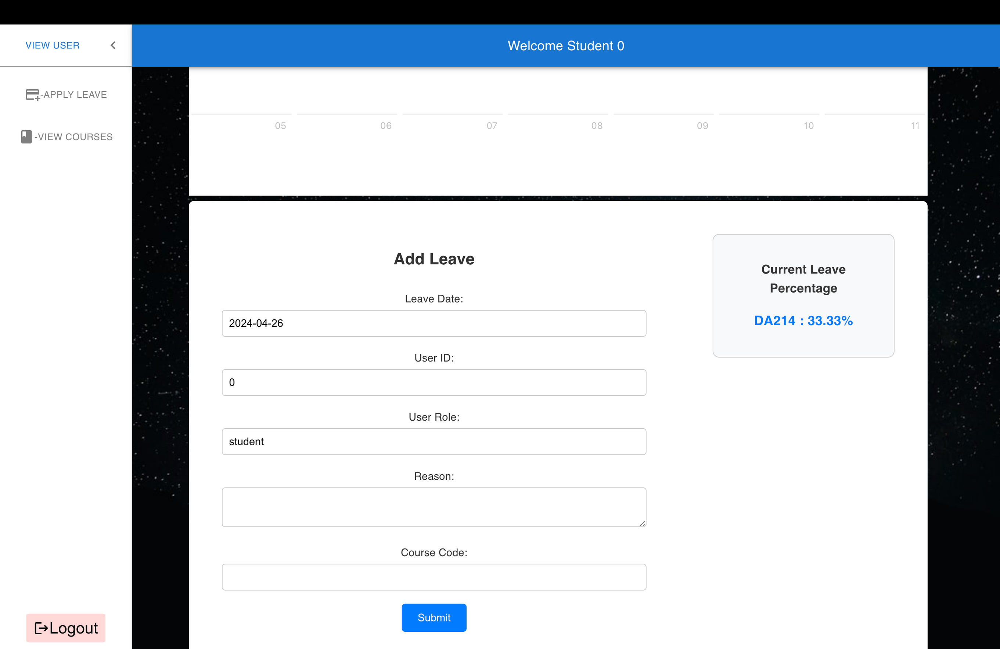 VIEW USER
Welcome Student 0
-APPLY LEAVE
-VIEW COURSES
05 06 07 08 09 10 11
Add Leave
Leave Date:
2024-04-26
User ID:
0
User Role:
student
Reason:
Course Code:
Submit
Current Leave
Percentage
DA214 : 33.33%
Logout